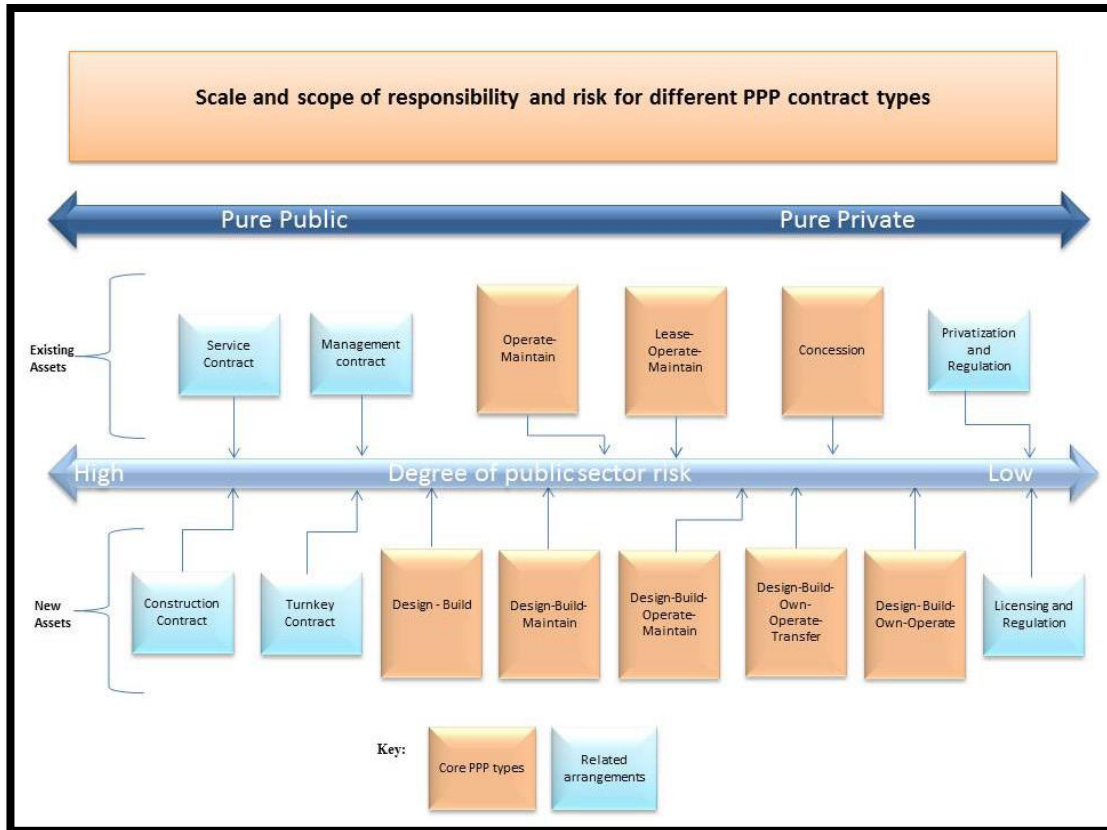 Scale and scope of responsibility and risk for different PPP contract types
Pure Public
Pure Private
Existing
Assets
Service
Contract
Management
contract
Operate-
Maintain
Lease-
Operate-
Maintain
Concession
Privatization
and
Regulation
High
Degree of public sector risk
Low
New
Assets
Construction
Contract
Turnkey
Contract
Design - Build
Design-Build-
Maintain
Design-Build-
Operate-
Maintain
Design-Build-
Own-
Operate-
Transfer
Design- Build-
Own-Operate
Licensing and
Regulation
Key:
Core PPP types
Related
arrangements